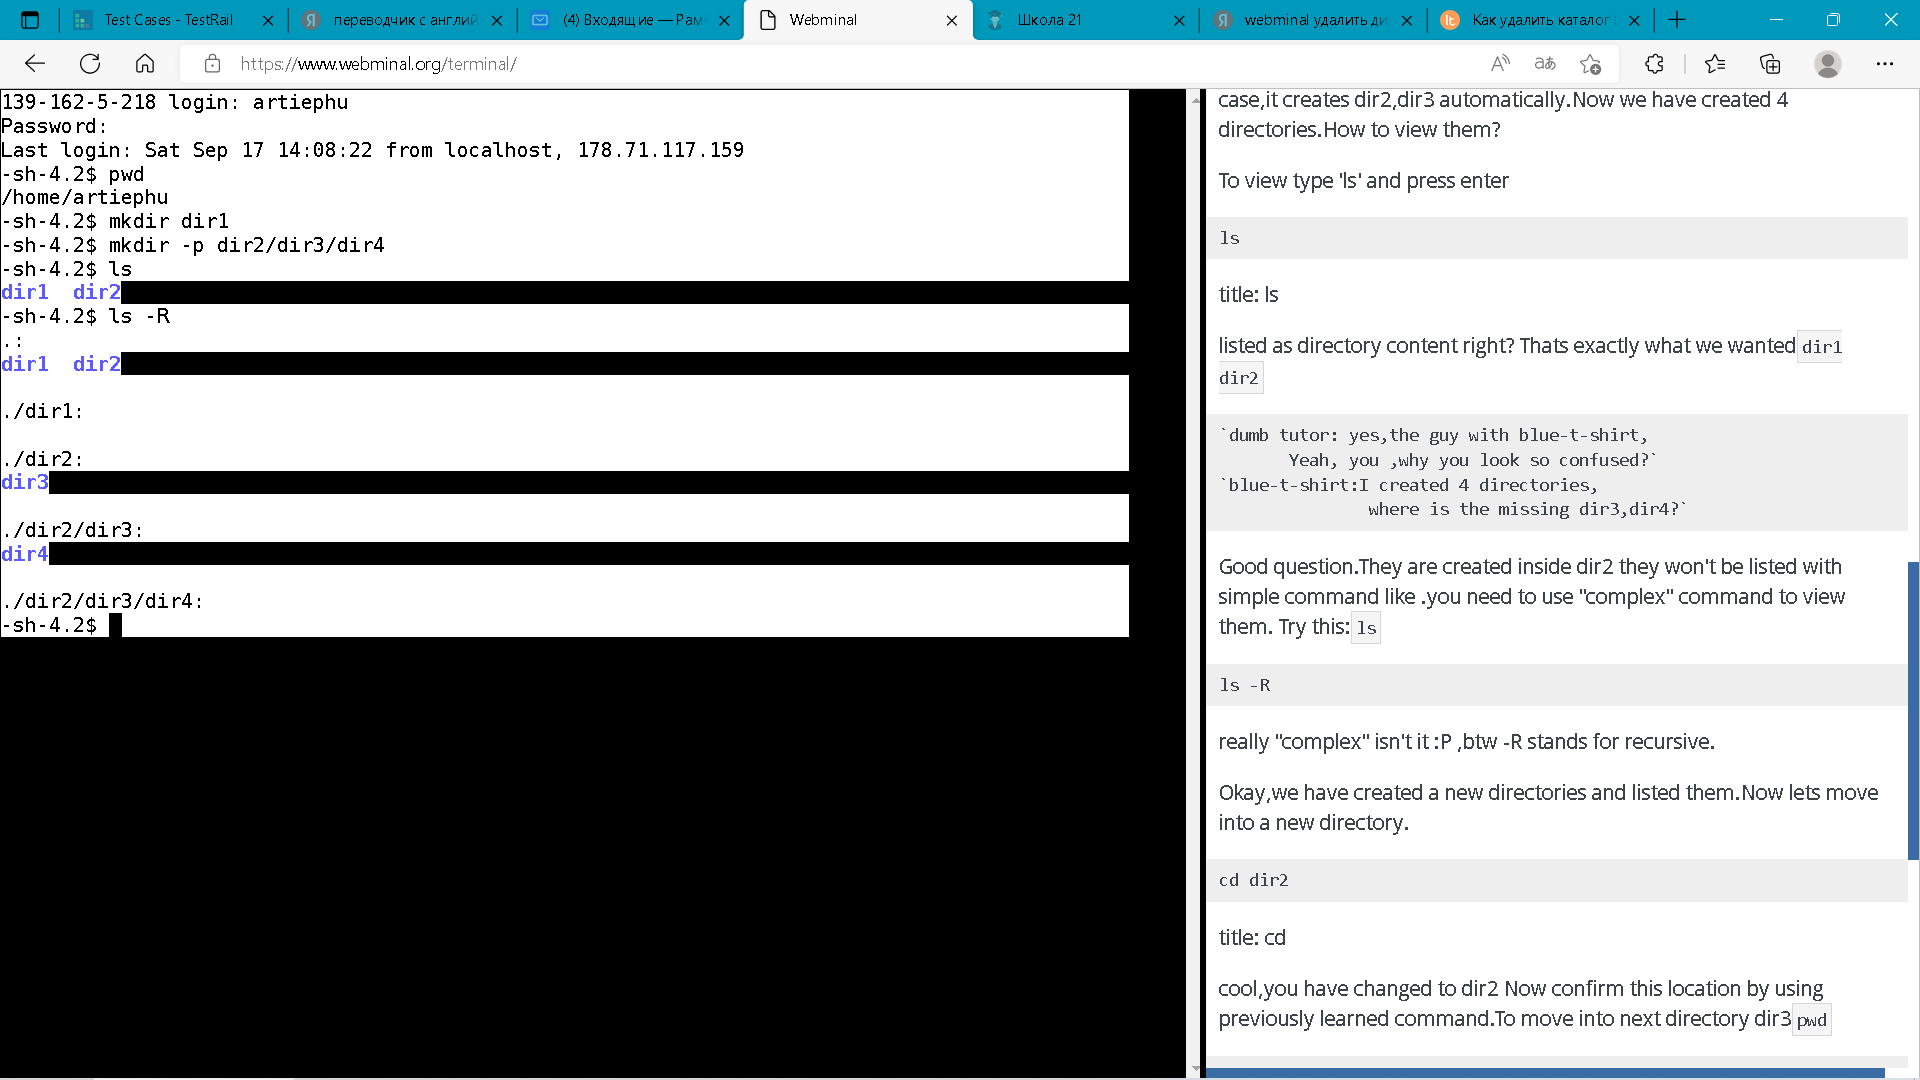 Test Cases - TestRail
переводчик с англий
(4) Входящие — Рам
Webminal
Школа 21
webminal удалить ди
Как удалить каталог
https://www.webminal.org/terminal/
139-162-5-218 login: artiephu
Password:
Last login: Sat Sep 17 14:08:22 from localhost, 178.71.117.159
-sh-4.2$ pwd
/home/artiephu
-sh-4.2$ mkdir dir1
-sh-4.2$ mkdir -p dir2/dir3/dir4
-sh-4.2$ ls
dir1  dir2
-sh-4.2$ ls -R
.:
dir1  dir2
./dir1:
./dir2:
dir3
./dir2/dir3:
dir4
./dir2/dir3/dir4:
-sh-4.2$
case,it creates dir2,dir3 automatically.Now we have created 4
directories.How to view them?
To view type 'ls' and press enter
ls
title: ls
listed as directory content right? Thats exactly what we wanted dir1
dir2
`dumb tutor: yes,the guy with blue-t-shirt,
Yeah, you ,why you look so confused?`
`blue-t-shirt:I created 4 directories,
where is the missing dir3,dir4?`
Good question.They are created inside dir2 they won't be listed with
simple command like .you need to use "complex" command to view
them. Try this: ls
ls -R
really "complex" isn't it :P ,btw -R stands for recursive.
Okay,we have created a new directories and listed them.Now lets move
into a new directory.
cd dir2
title: cd
cool,you have changed to dir2 Now confirm this location by using
previously learned command.To move into next directory dir3 pwd